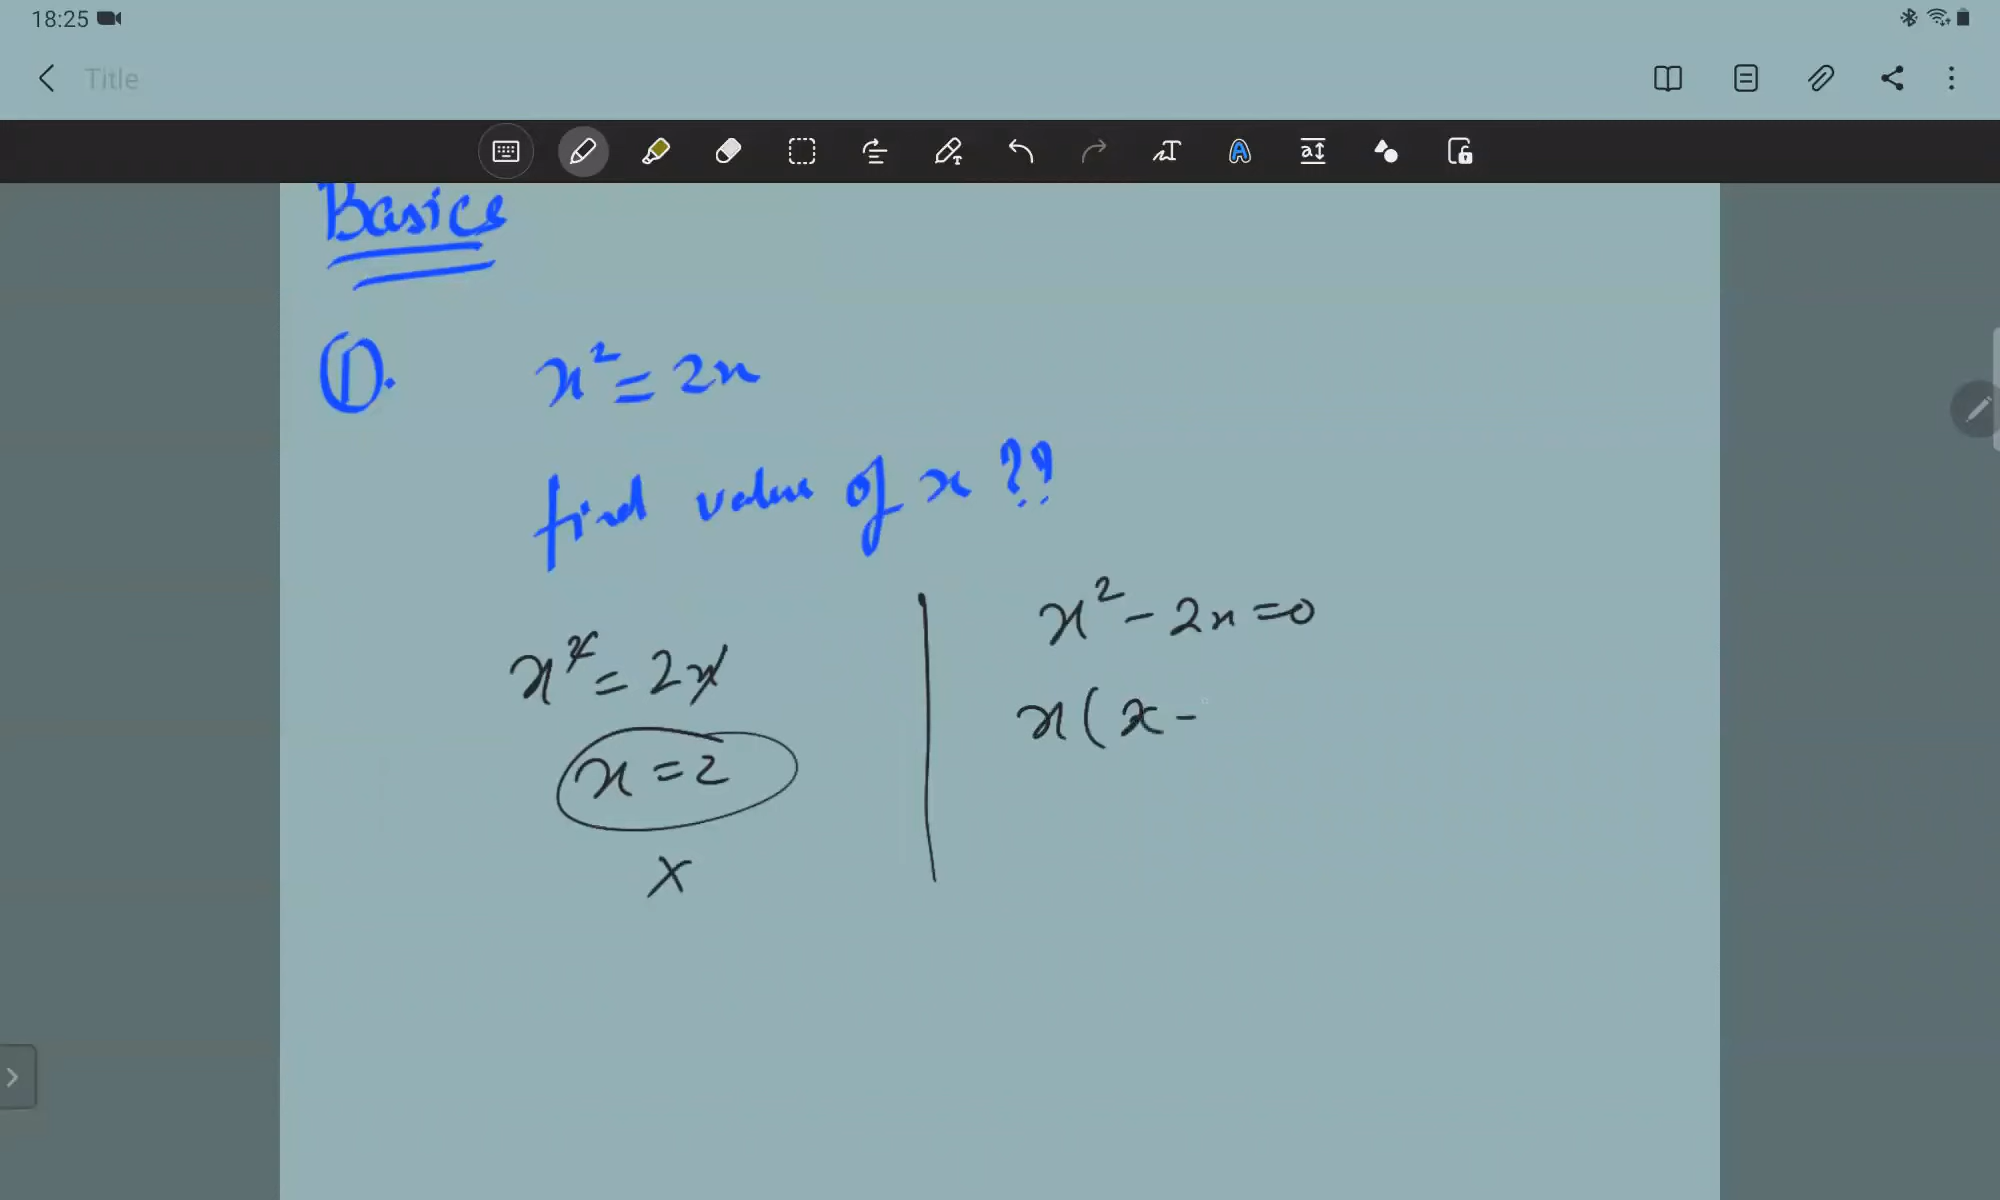 18:25
Title
Basics
①. x² = 2x
find value of x ??
x² = 2x
x = 2
x
x² - 2x = 0
x(x -